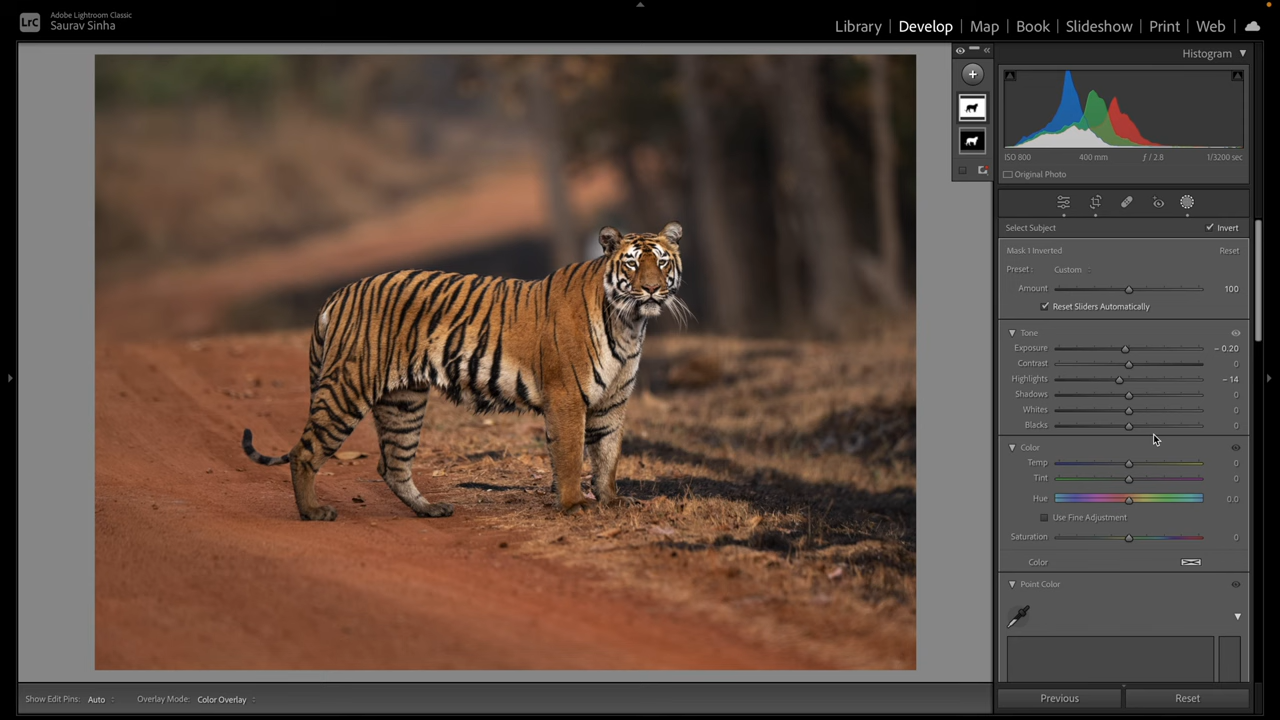 LrC
Adobe Lightroom Classic
Saurav Sinha
Library | Develop | Map | Book | Slideshow | Print | Web
Histogram
ISO 800 400 mm ƒ / 2.8 1/3200 sec
Original Photo
Select Subject Invert
Mask 1 Inverted Reset
Preset : Custom
Amount 100
Reset Sliders Automatically
Tone
Exposure – 0.20
Contrast 0
Highlights – 14
Shadows 0
Whites 0
Blacks 0
Color
Temp 0
Tint 0
Hue 0.0
Use Fine Adjustment
Saturation 0
Color
Point Color
Show Edit Pins: Auto Overlay Mode: Color Overlay
Previous Reset